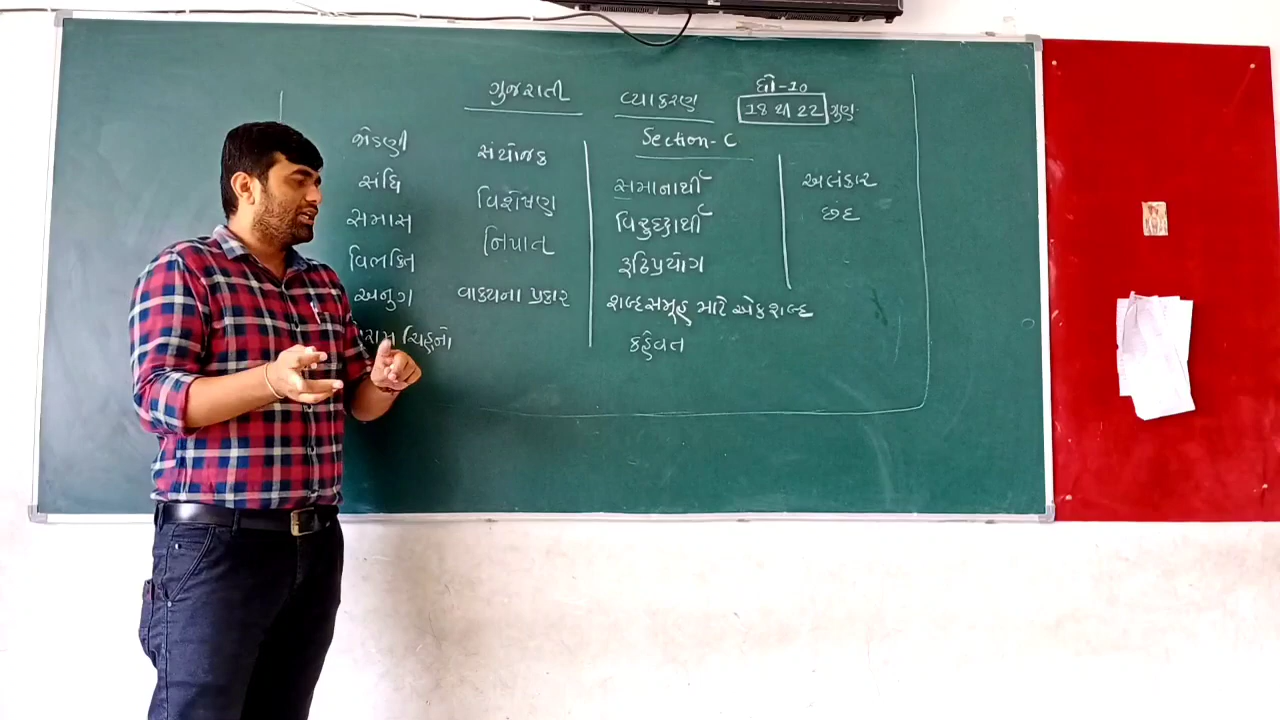 ગુજરાતી વ્યાકરણ ધો-૧૦
18 થી 22 ગુણ
Section-C
જોડણી
સંધિ
સમાસ
વિભક્તિ
અનુગ
રામ ચિહ્નો
સંયોજક
વિશેષણ
નિપાત
વાક્યના પ્રકાર
સમાનાર્થી
વિરુદ્ધાર્થી
રૂઢિપ્રયોગ
શબ્દસમૂહ માટે એક શબ્દ
કહેવત
અલંકાર
છંદ